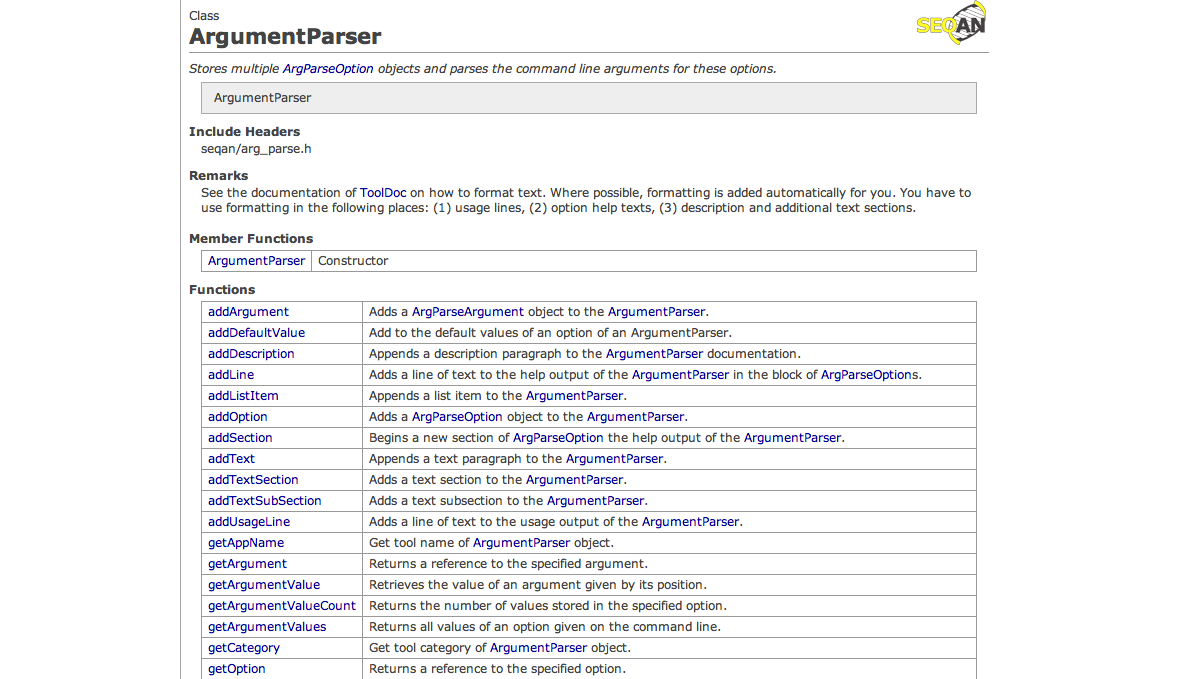 Class
SEQAN
ArgumentParser
Stores multiple ArgParseOption objects and parses the command line arguments for these options.
ArgumentParser
Include Headers
seqan/arg_parse.h
Remarks
See the documentation of ToolDoc on how to format text. Where possible, formatting is added automatically for you. You have to
use formatting in the following places: (1) usage lines, (2) option help texts, (3) description and additional text sections.
Member Functions
ArgumentParser Constructor
Functions
addArgument Adds a ArgParseArgument object to the ArgumentParser.
addDefaultValue Add to the default values of an option of an ArgumentParser.
addDescription Appends a description paragraph to the ArgumentParser documentation.
addLine Adds a line of text to the help output of the ArgumentParser in the block of ArgParseOptions.
addListItem Appends a list item to the ArgumentParser.
addOption Adds a ArgParseOption object to the ArgumentParser.
addSection Begins a new section of ArgParseOption the help output of the ArgumentParser.
addText Appends a text paragraph to the ArgumentParser.
addTextSection Adds a text section to the ArgumentParser.
addTextSubSection Adds a text subsection to the ArgumentParser.
addUsageLine Adds a line of text to the usage output of the ArgumentParser.
getAppName Get tool name of ArgumentParser object.
getArgument Returns a reference to the specified argument.
getArgumentValue Retrieves the value of an argument given by its position.
getArgumentValueCount Returns the number of values stored in the specified option.
getArgumentValues Returns all values of an option given on the command line.
getCategory Get tool category of ArgumentParser object.
getOption Returns a reference to the specified option.